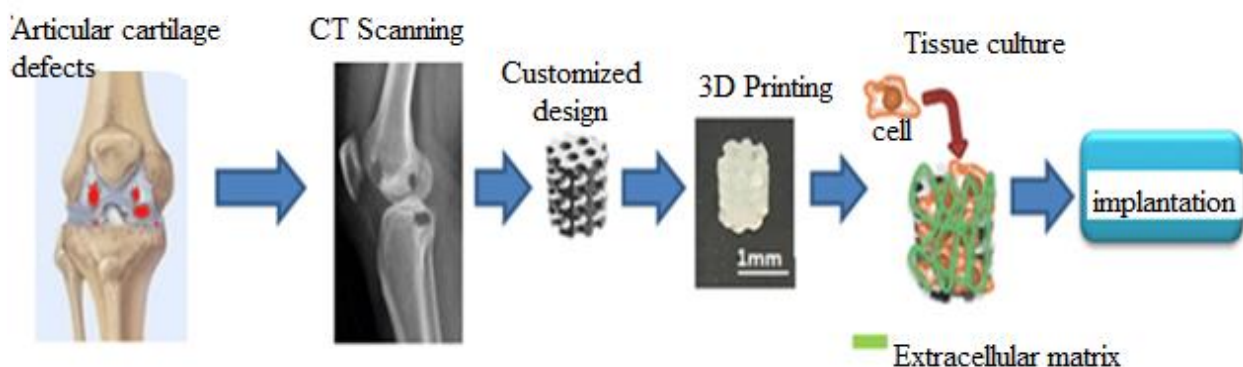 Articular cartilage
defects
CT Scanning
Customized
design
3D Printing
1mm
Tissue culture
cell
Extracellular matrix
implantation